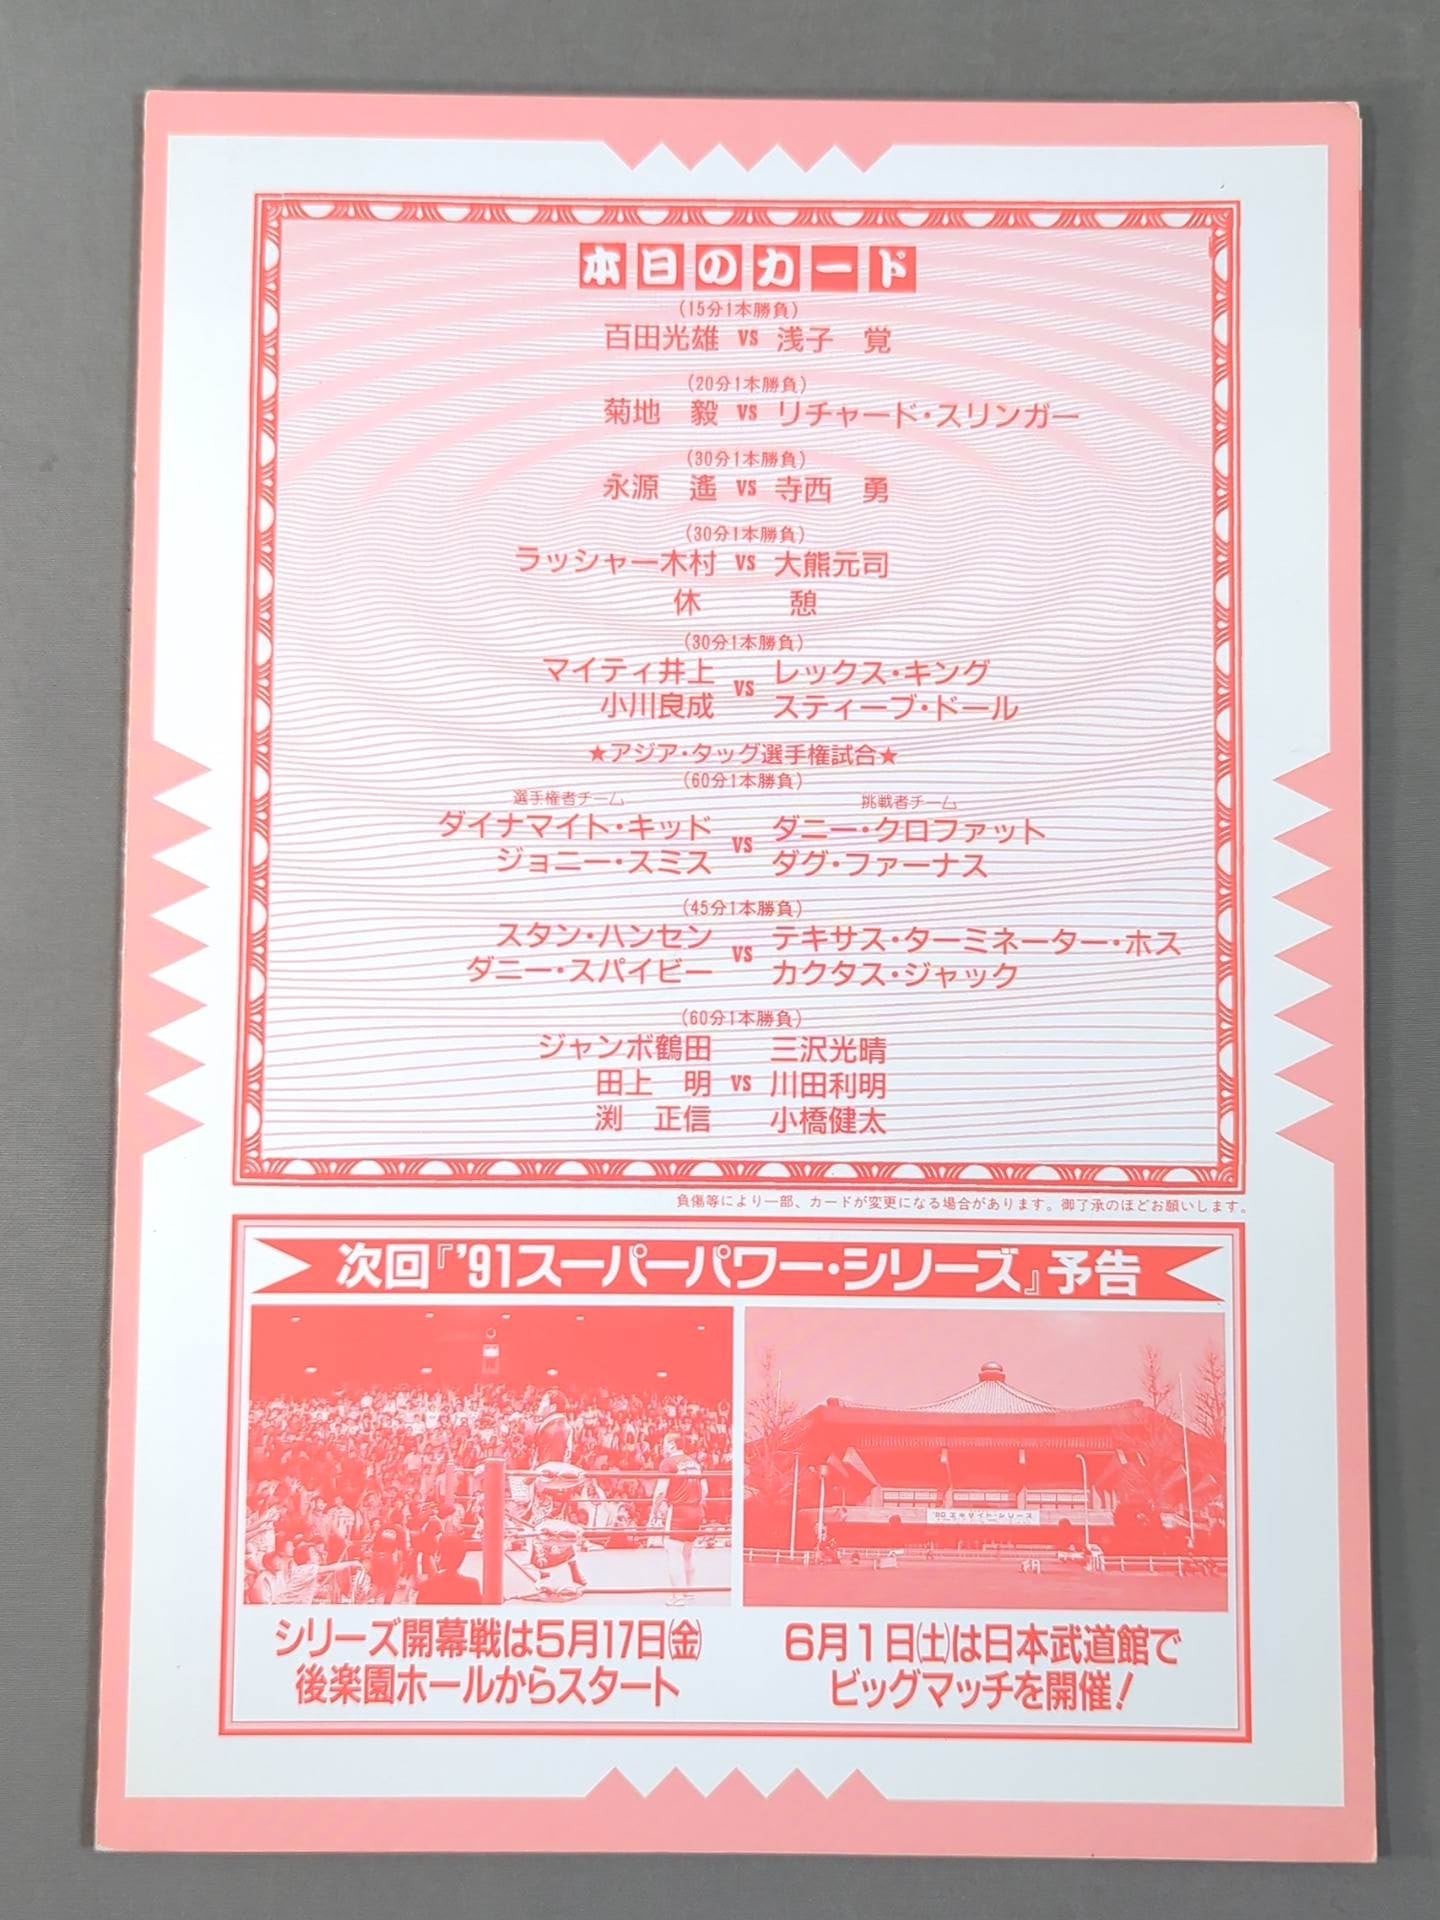 本日のカード
(15分1本勝負)
百田光雄 vs 浅子 覚
(20分1本勝負)
菊地 毅 vs リチャード・スリンガー
(30分1本勝負)
永源 遙 vs 寺西 勇
(30分1本勝負)
ラッシャー木村 vs 大熊元司
休 憩
(30分1本勝負)
マイティ井上 レックス・キング
vs
小川良成 スティーブ・ドール
★アジア・タッグ選手権試合★
(60分1本勝負)
選手権者チーム 挑戦者チーム
ダイナマイト・キッド ダニー・クロファット
vs
ジョニー・スミス ダグ・ファーナス
(45分1本勝負)
スタン・ハンセン テキサス・ターミネーター・ホス
vs
ダニー・スパイビー カクタス・ジャック
(60分1本勝負)
ジャンボ鶴田 三沢光晴
田上 明 vs 川田利明
渕 正信 小橋健太
負傷等により一部、カードが変更になる場合があります。御了承のほどお願いします。
次回『'91スーパーパワー・シリーズ』予告
'90 エキサイト・シリーズ
シリーズ開幕戦は5月17日(金)
後楽園ホールからスタート
6月1日(土)は日本武道館で
ビッグマッチを開催!